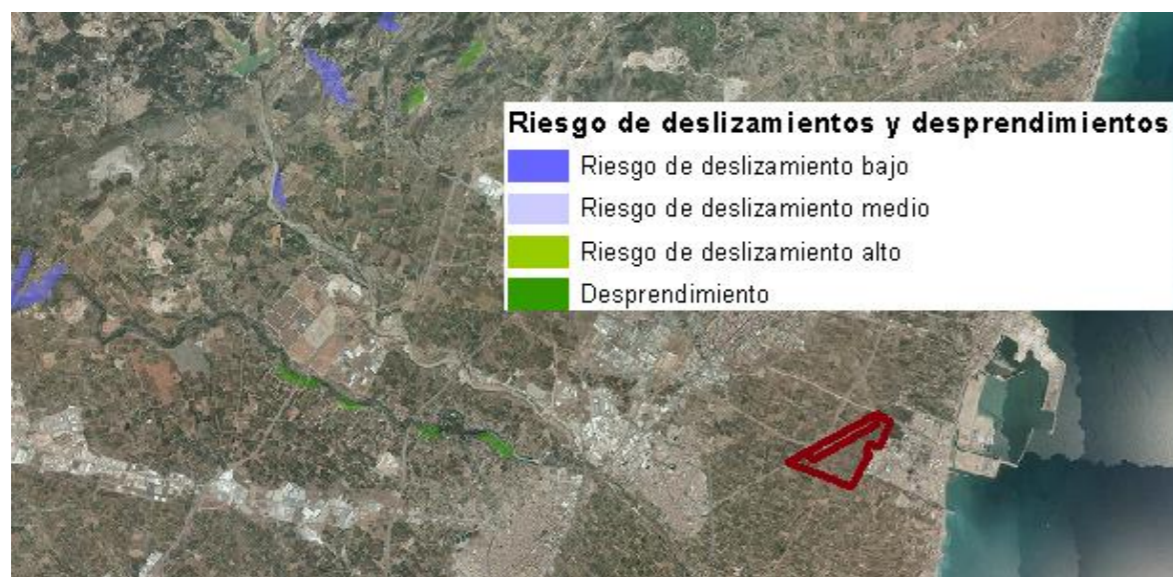 Riesgo de deslizamientos y desprendimientos
Riesgo de deslizamiento bajo
Riesgo de deslizamiento medio
Riesgo de deslizamiento alto
Desprendimiento